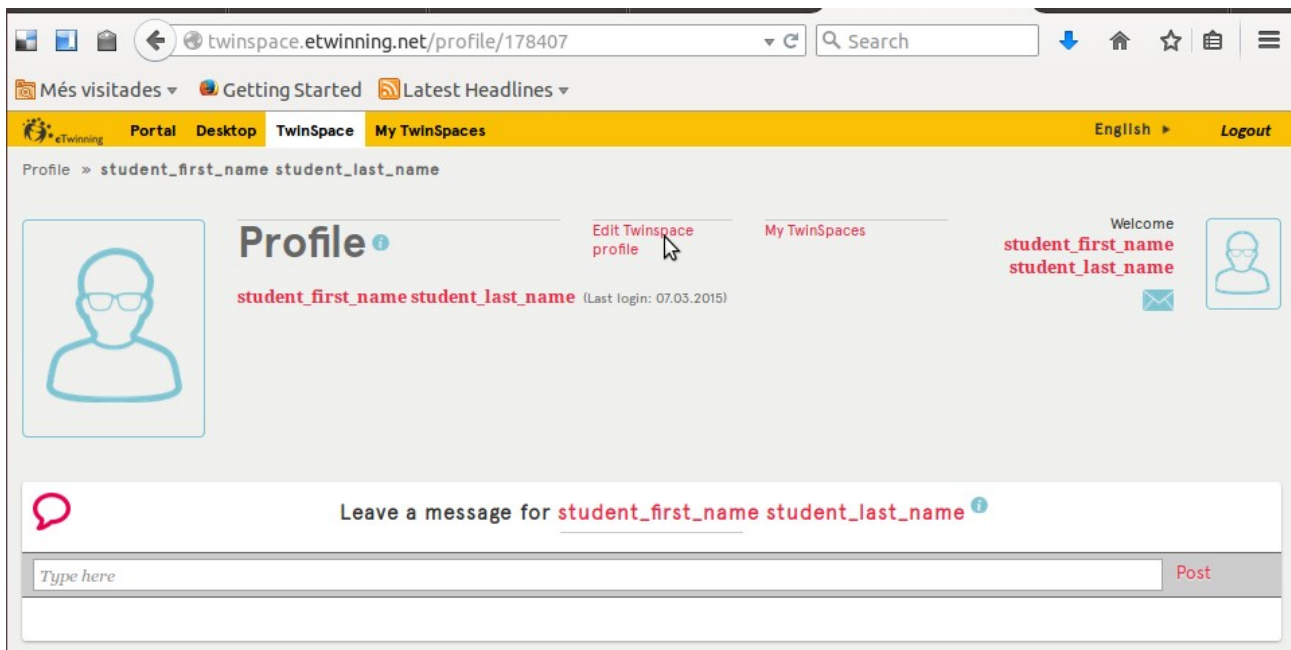 twinspace.etwinning.net/profile/178407
Search
Més visitades Getting Started Latest Headlines
eTwinning Portal Desktop TwinSpace My TwinSpaces English Logout
Profile » student_first_name student_last_name
Profile
Edit Twinspace
profile
My TwinSpaces
Welcome
student_first_name
student_last_name
student_first_name student_last_name (Last login: 07.03.2015)
Leave a message for student_first_name student_last_name
Type here
Post